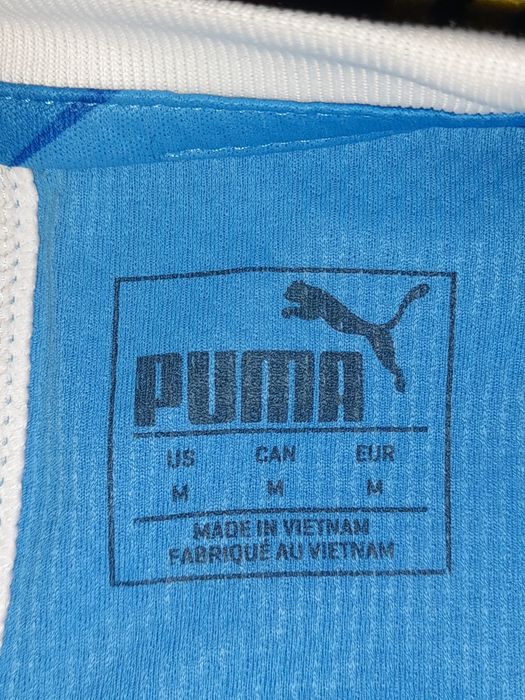 PUMA
US CAN EUR
M M M
MADE IN VIETNAM
FABRIQUÉ AU VIETNAM